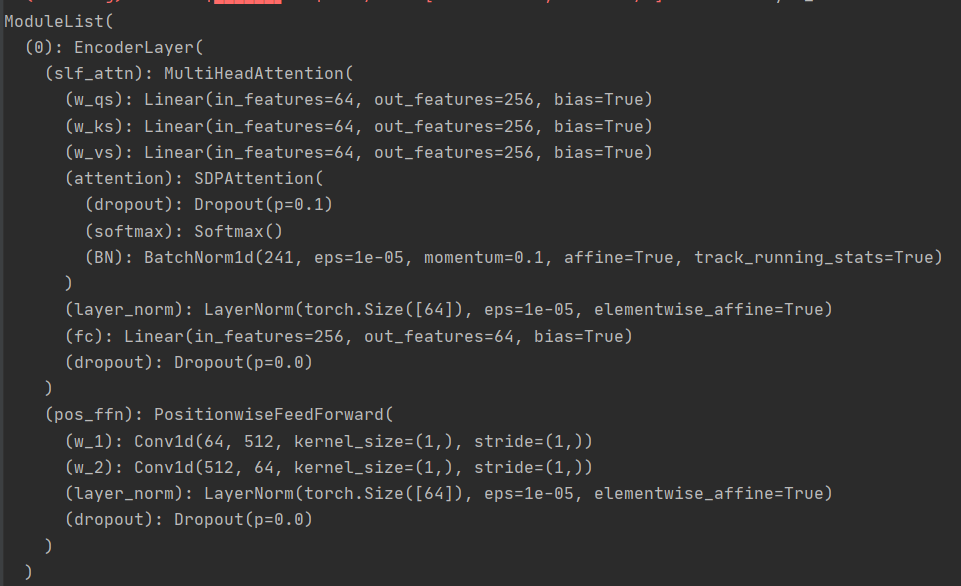 ModuleList(
(0): EncoderLayer(
(slf_attn): MultiHeadAttention(
(w_qs): Linear(in_features=64, out_features=256, bias=True)
(w_ks): Linear(in_features=64, out_features=256, bias=True)
(w_vs): Linear(in_features=64, out_features=256, bias=True)
(attention): SDPAttention(
(dropout): Dropout(p=0.1)
(softmax): Softmax()
(BN): BatchNorm1d(241, eps=1e-05, momentum=0.1, affine=True, track_running_stats=True)
)
(layer_norm): LayerNorm(torch.Size([64]), eps=1e-05, elementwise_affine=True)
(fc): Linear(in_features=256, out_features=64, bias=True)
(dropout): Dropout(p=0.0)
)
(pos_ffn): PositionwiseFeedForward(
(w_1): Conv1d(64, 512, kernel_size=(1,), stride=(1,))
(w_2): Conv1d(512, 64, kernel_size=(1,), stride=(1,))
(layer_norm): LayerNorm(torch.Size([64]), eps=1e-05, elementwise_affine=True)
(dropout): Dropout(p=0.0)
)
)